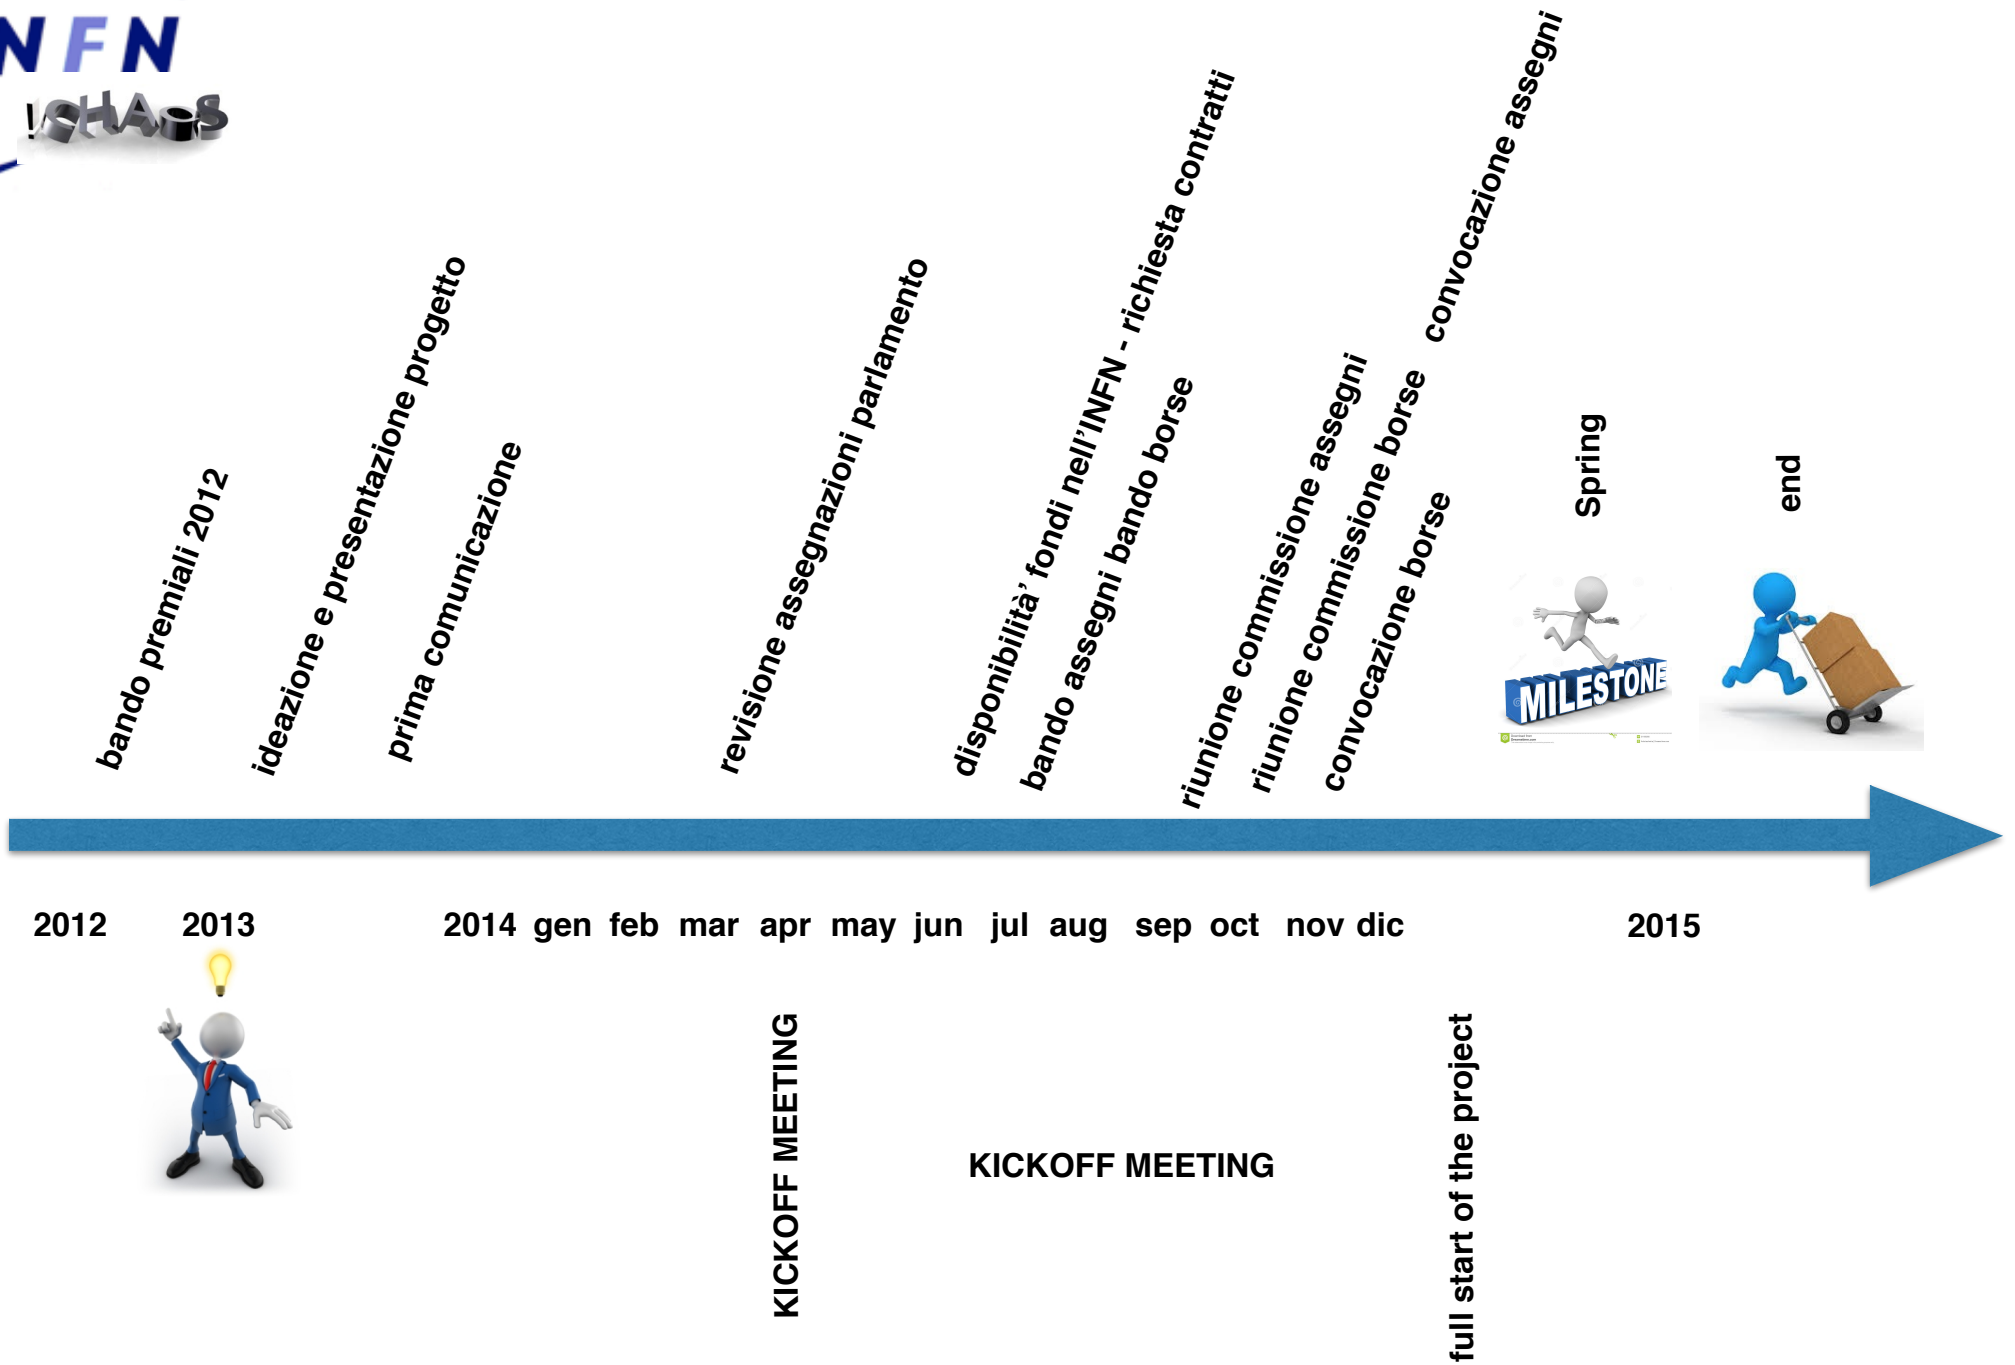 NFN
!CHAOS
bando premiali 2012
ideazione e presentazione progetto
prima comunicazione
revisione assegnazioni parlamento
disponibilità' fondi nell'INFN - richiesta contratti
bando assegni bando borse
riunione commissione assegni
riunione commissione borse convocazione assegni
convocazione borse
Spring
end
MILESTONE
2012 2013 2014 gen feb mar apr may jun jul aug sep oct nov dic 2015
KICKOFF MEETING
KICKOFF MEETING
full start of the project